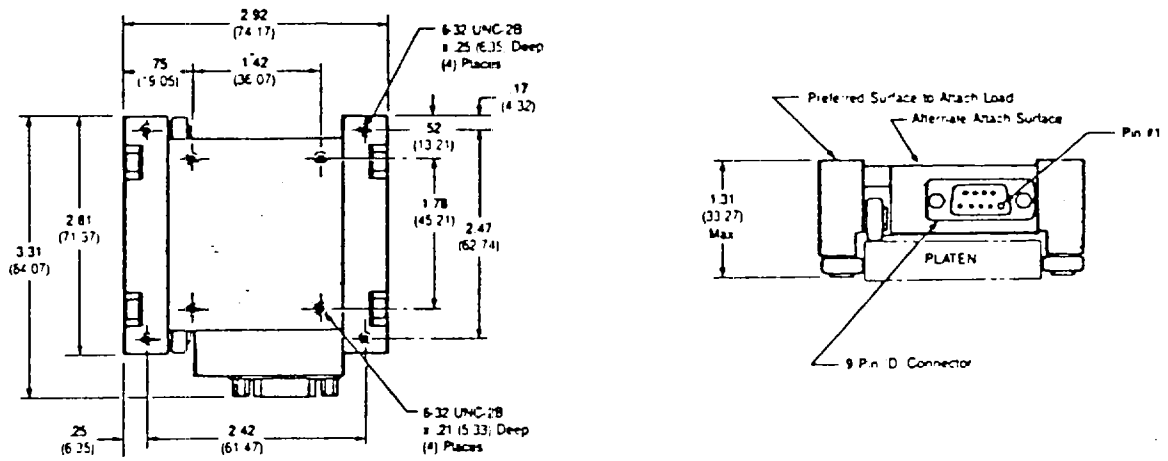 2.92
(74.17)
6-32 UNC-2B
x .25 (6.35) Deep
(4) Places
.75
(19.05)
1.42
(36.07)
.17
(4.32)
.52
(13.21)
3.31
(84.07)
2.81
(71.37)
1.78
(45.21)
2.47
(62.74)
6-32 UNC-2B
x .21 (5.33) Deep
(4) Places
.25
(6.35)
2.42
(61.47)
Preferred Surface to Attach Load
Alternate Attach Surface
Pin #1
1.31
(33.27)
Max
PLATEN
9 Pin D Connector